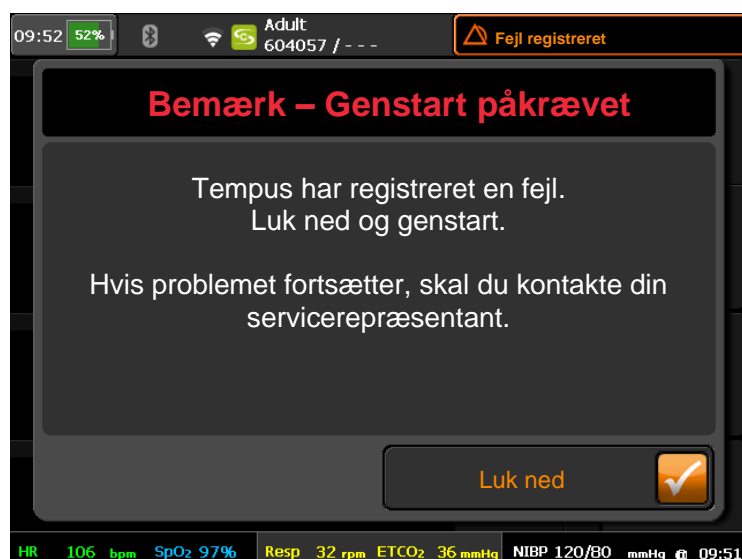 09:52 52% Adult
604057 / - - -
Fejl registreret
Bemærk – Genstart påkrævet
Tempus har registreret en fejl.
Luk ned og genstart.
Hvis problemet fortsætter, skal du kontakte din
servicerepræsentant.
Luk ned
HR 106 bpm SpO2 97% Resp 32 rpm ETCO2 36 mmHg NIBP 120/80 mmHg @ 09:51